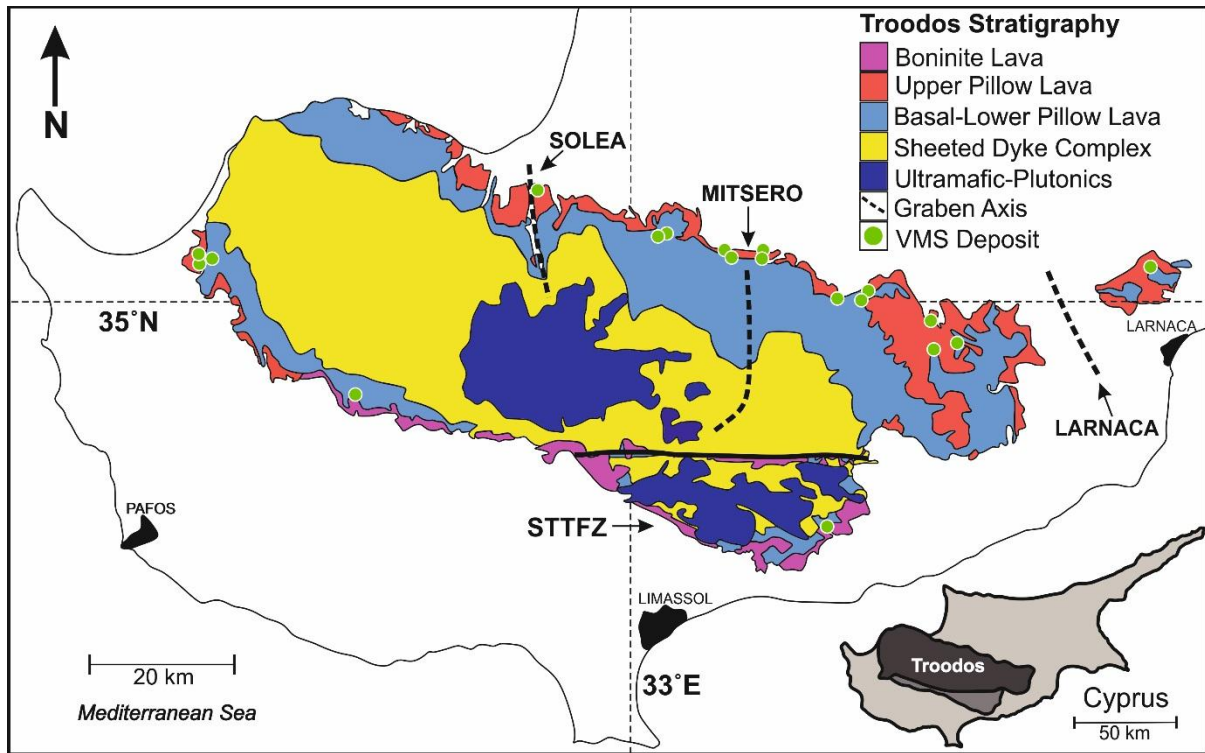 Troodos Stratigraphy
Boninite Lava
Upper Pillow Lava
Basal-Lower Pillow Lava
Sheeted Dyke Complex
Ultramafic-Plutonics
Graben Axis
VMS Deposit
N
SOLEA
MITSERO
35°N
LARNACA
LARNACA
PAFOS
STTFZ
LIMASSOL
33°E
20 km
Mediterranean Sea
Troodos
Cyprus
50 km